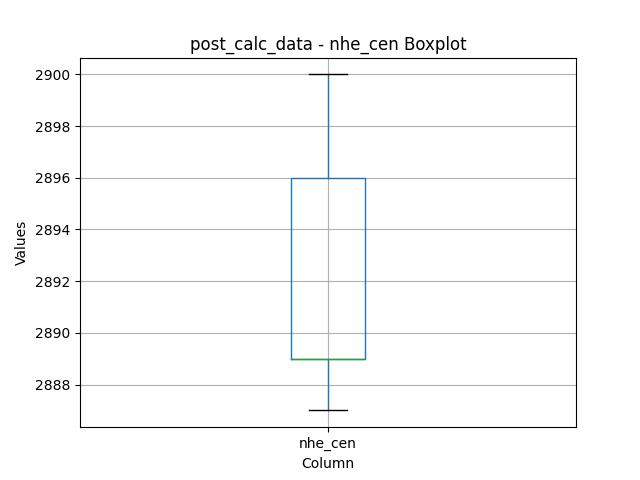 post_calc_data - nhe_cen Boxplot
2900
2898
2896
2894
2892
2890
2888
Values
nhe_cen
Column